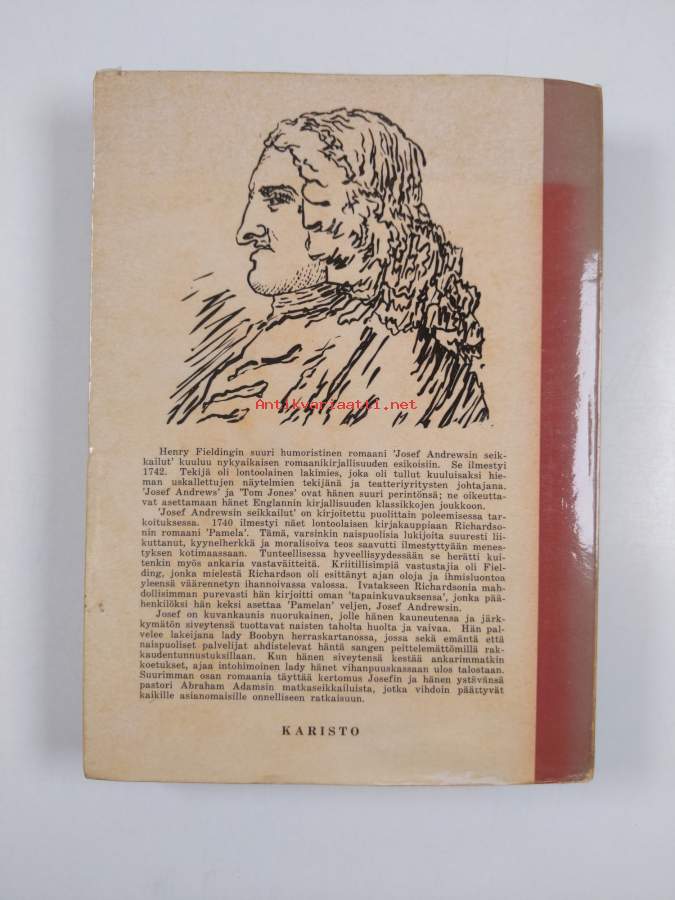 Antikvariaatti.net
Henry Fieldingin suuri humoristinen romaani 'Josef Andrewsin seik-
kailut' kuuluu nykyaikaisen romaanikirjallisuuden esikoisiin. Se ilmestyi
1742. Tekijä oli lontoolainen lakimies, joka oli tullut kuuluisaksi hie-
man uskallettujen näytelmien tekijänä ja teatteriyritysten johtajana.
'Josef Andrews' ja 'Tom Jones' ovat hänen suuri perintönsä; ne oikeutta-
vat asettamaan hänet Englannin kirjallisuuden klassikkojen joukkoon.
'Josef Andrewsin seikkailut' on kirjoitettu puolittain poleemisessa tar-
koituksessa. 1740 ilmestyi näet lontoolaisen kirjakauppiaan Richardso-
nin romaani 'Pamela'. Tämä, varsinkin naispuolisia lukijoita suuresti lii-
kuttanut, kyynelherkkä ja moralisoiva teos saavutti ilmestyttyään menes-
tyksen kotimaassaan. Tunteellisessa hyveellisyydessään se herätti kui-
tenkin myös ankaria vastaväitteitä. Kriitillisimpiä vastustajia oli Fiel-
ding, jonka mielestä Richardson oli esittänyt ajan oloja ja ihmisluontoa
yleensä väärennetyn ihannoivassa valossa. Ivatakseen Richardsonia mah-
dollisimman purevasti hän kirjoitti oman 'tapainkuvauksensa', jonka pää-
henkilöksi hän keksi asettaa 'Pamelan' veljen, Josef Andrewsin.
Josef on kuvankaunis nuorukainen, jolle hänen kauneutensa ja järkky-
mätön siveytensä tuottavat naisten taholta huolta ja vaivaa. Hän pal-
velee lakeijana lady Boobyn herraskartanossa, jossa sekä emäntä että
naispuoliset palvelijat ahdistelevat häntä sangen peittelemättömillä rak-
kaudentunnustuksillaan. Kun hänen siveytensä kestää ankarimmatkin
koetukset, ajaa intohimoinen lady hänet vihanpuuskassaan ulos talostaan.
Suurimman osan romaania täyttää kertomus Josefin ja hänen ystävänsä
pastori Abraham Adamsin matkaseikkailuista, jotka vihdoin päättyvät
kaikille asianomaisille onnelliseen ratkaisuun.
KARISTO